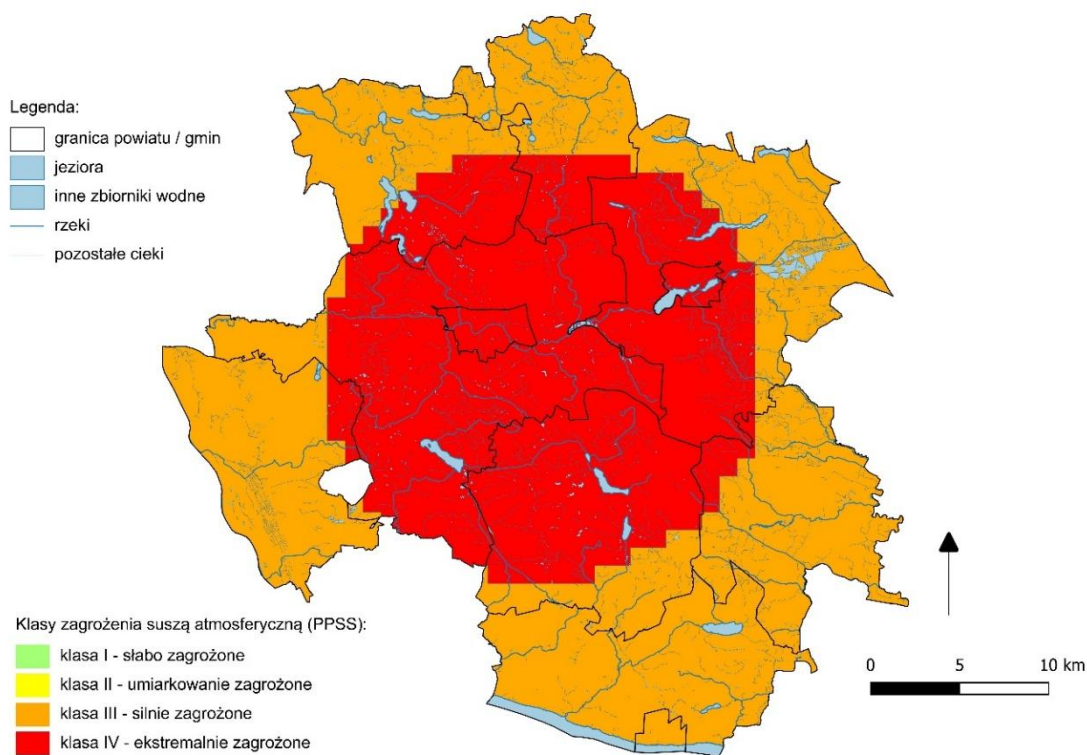 Legenda:
granica powiatu / gmin
jeziora
inne zbiorniki wodne
rzeki
pozostałe cieki
Klasy zagrożenia suszą atmosferyczną (PPSS):
klasa I - słabo zagrożone
klasa II - umiarkowanie zagrożone
klasa III - silnie zagrożone
klasa IV - ekstremalnie zagrożone
0 5 10 km